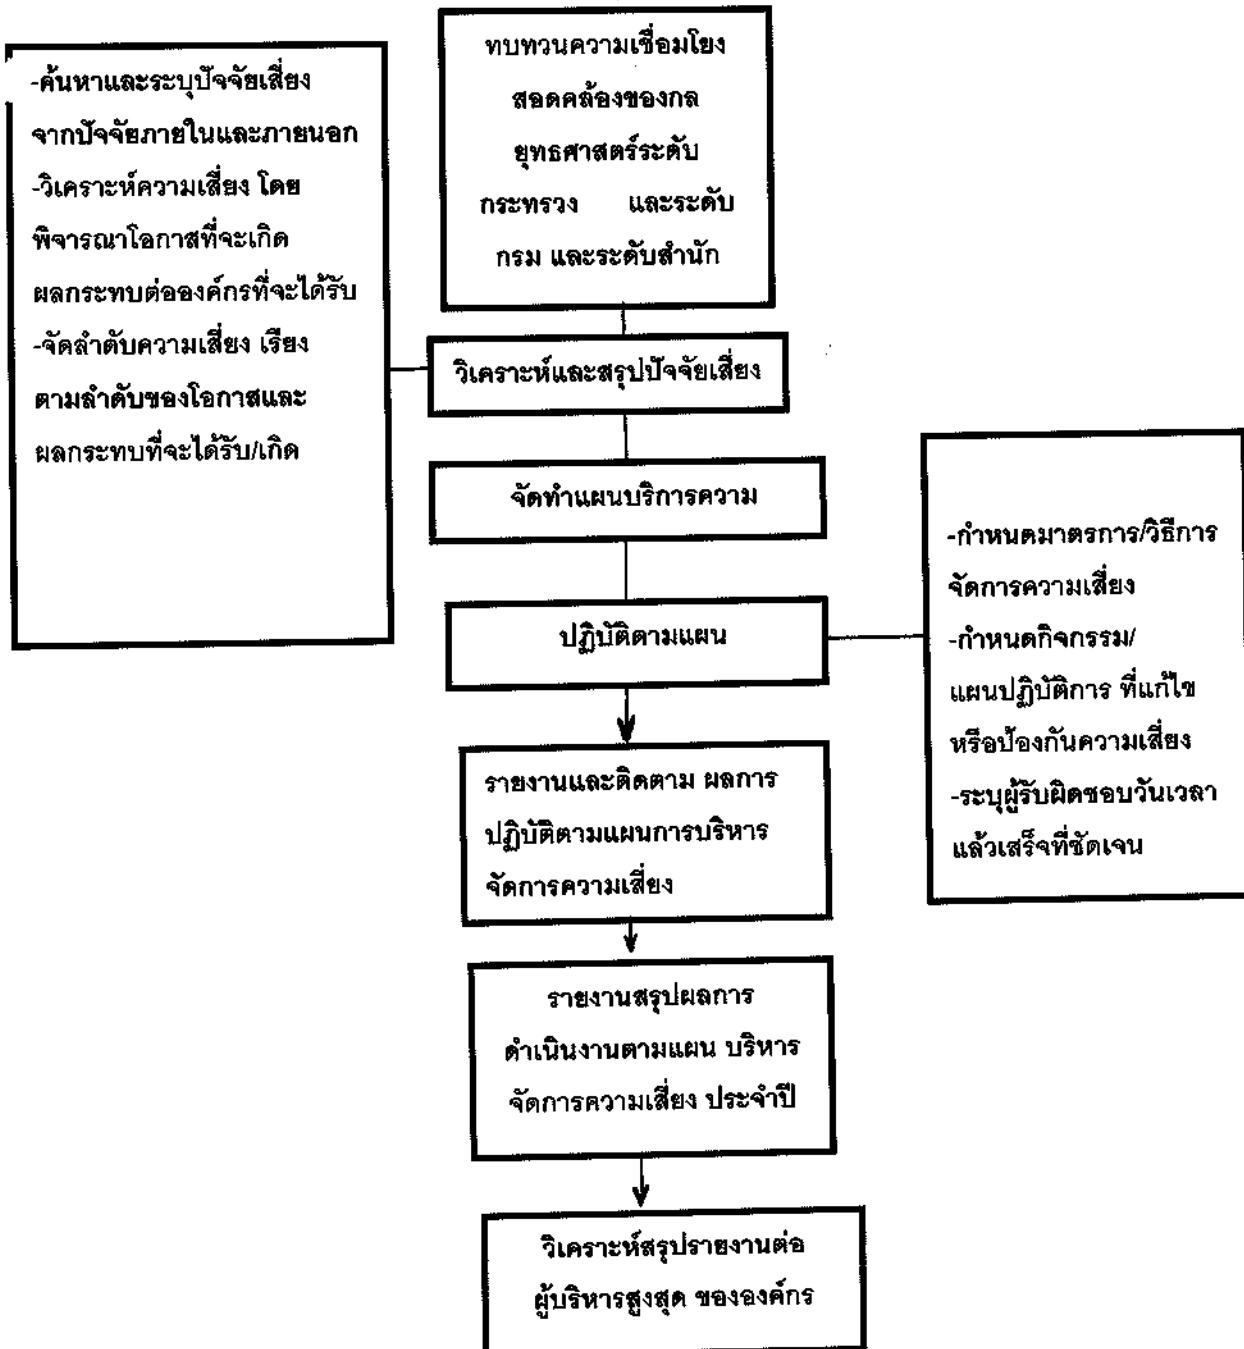 ทบทวนความเชื่อมโยง
สอดคล้องของกล
ยุทธศาสตร์ระดับ
กระทรวง และระดับ
กรม และระดับสำนัก
-ค้นหาและระบุปัจจัยเสี่ยง
จากปัจจัยภายในและภายนอก
-วิเคราะห์ความเสี่ยง โดย
พิจารณาโอกาสที่จะเกิด
ผลกระทบต่อองค์กรที่จะได้รับ
-จัดลำดับความเสี่ยง เรียง
ตามลำดับของโอกาสและ
ผลกระทบที่จะได้รับ/เกิด
วิเคราะห์และสรุปปัจจัยเสี่ยง
จัดทำแผนบริการความ
ปฏิบัติตามแผน
-กำหนดมาตรการ/วิธีการ
จัดการความเสี่ยง
-กำหนดกิจกรรม/
แผนปฏิบัติการ ที่แก้ไข
หรือป้องกันความเสี่ยง
-ระบุผู้รับผิดชอบวันเวลา
แล้วเสร็จที่ชัดเจน
รายงานและติดตาม ผลการ
ปฏิบัติตามแผนการบริหาร
จัดการความเสี่ยง
รายงานสรุปผลการ
ดำเนินงานตามแผน บริหาร
จัดการความเสี่ยง ประจำปี
วิเคราะห์สรุปรายงานต่อ
ผู้บริหารสูงสุด ขององค์กร